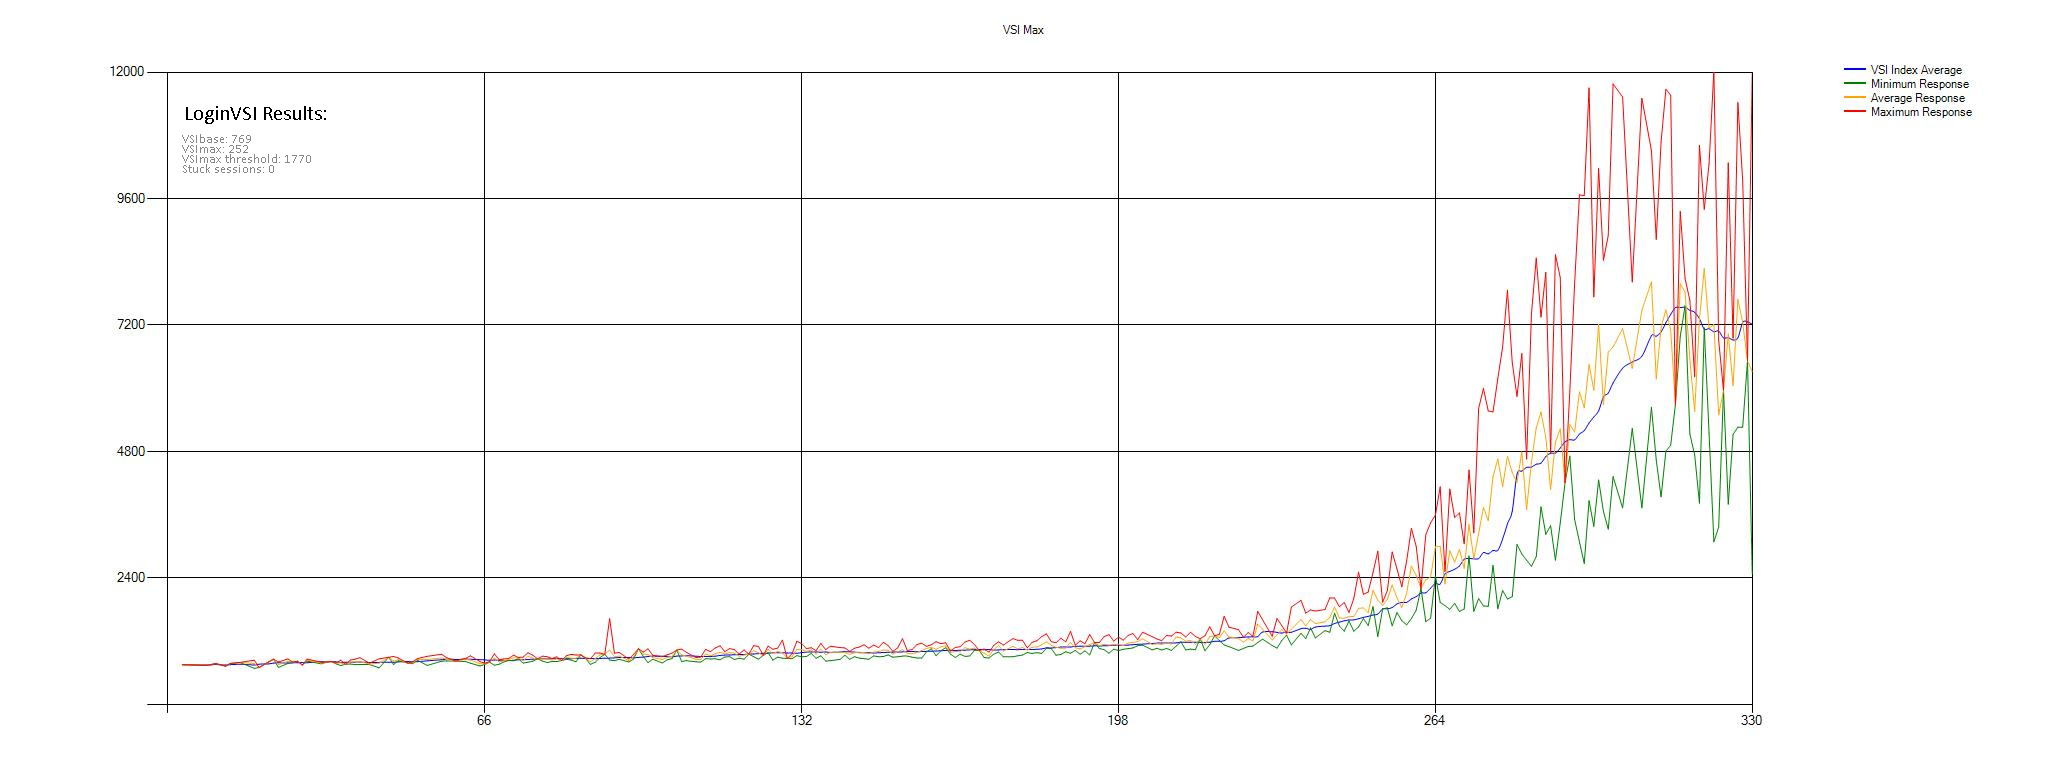 VSI Max
12000
9600
7200
4800
2400
LoginVSI Results:
VSIbase: 769
VSImax: 252
VSImax threshold: 1770
Stuck sessions: 0
VSI Index Average
Minimum Response
Average Response
Maximum Response
66
132
198
264
330